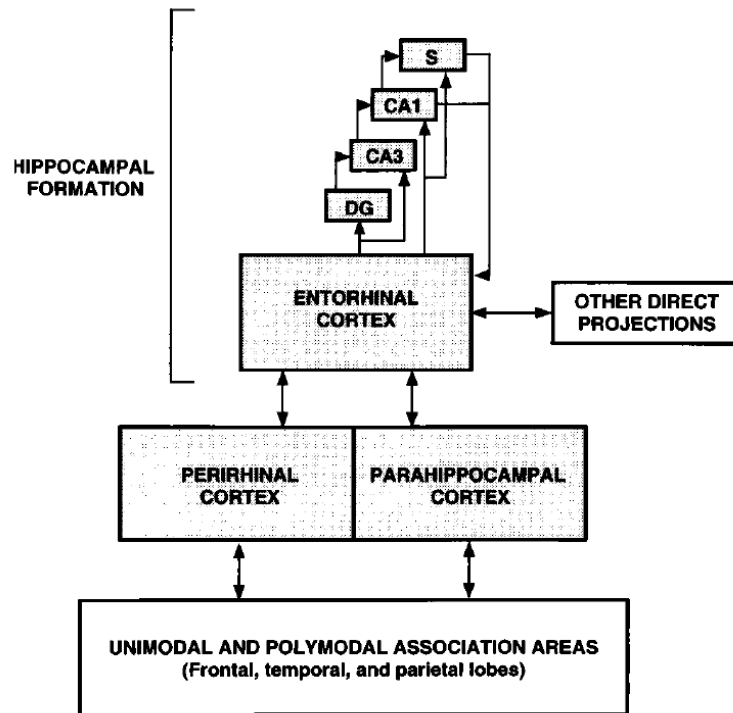 S
CA1
HIPPOCAMPAL
FORMATION
CA3
DG
ENTORHINAL
CORTEX
OTHER DIRECT
PROJECTIONS
PERIRHINAL
CORTEX
PARAHIPPOCAMPAL
CORTEX
UNIMODAL AND POLYMODAL ASSOCIATION AREAS
(Frontal, temporal, and parietal lobes)